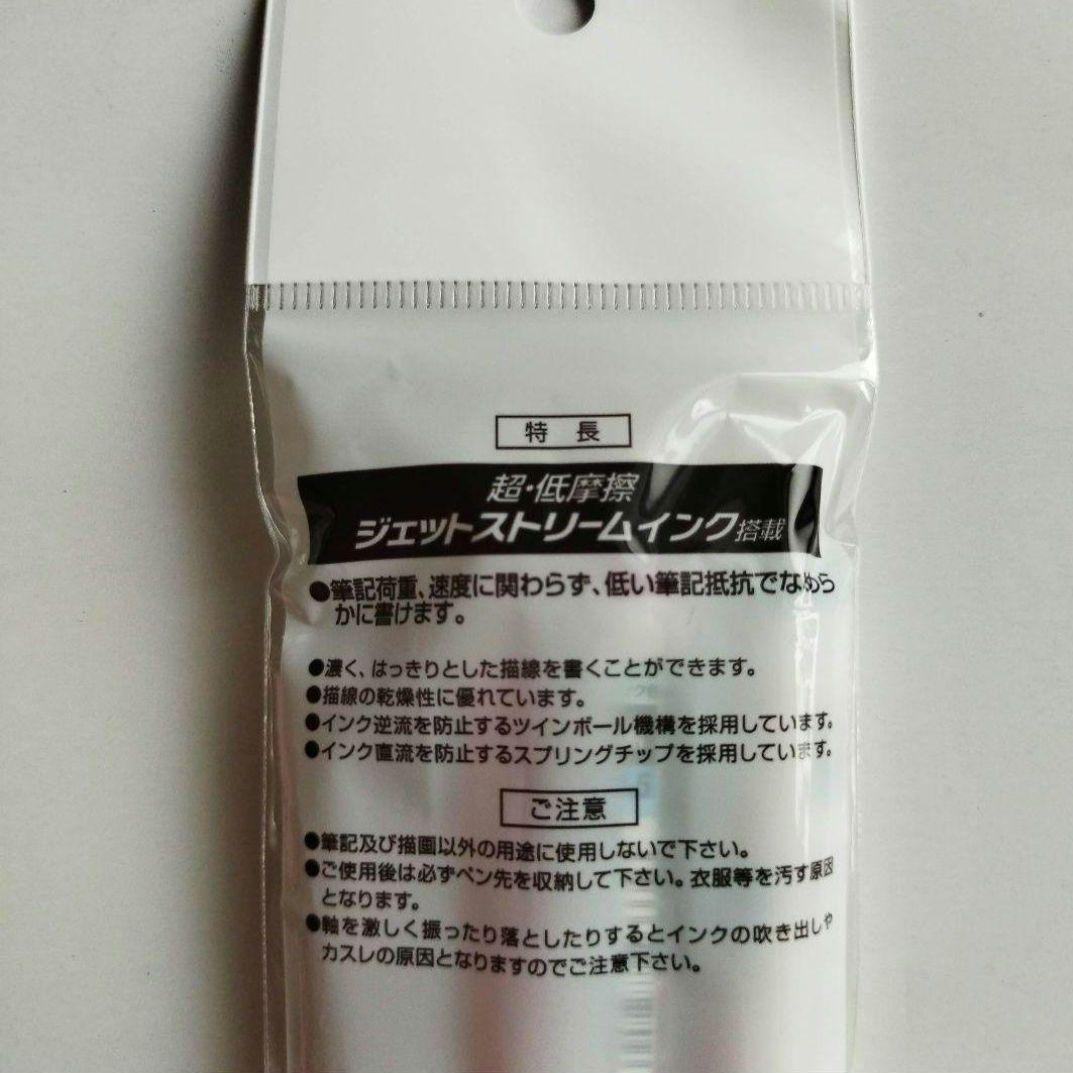 特 長
超・低摩擦
ジェットストリームインク搭載
●筆記荷重、速度に関わらず、低い筆記抵抗でなめら
かに書けます。
●濃く、はっきりとした描線を書くことができます。
●描線の乾燥性に優れています。
●インク逆流を防止するツインボール機構を採用しています。
●インク直流を防止するスプリングチップを採用しています。
ご注意
●筆記及び描画以外の用途に使用しないで下さい。
●ご使用後は必ずペン先を収納して下さい。衣服等を汚す原因
となります。
●軸を激しく振ったり落としたりするとインクの吹き出しや
カスレの原因となりますのでご注意下さい。